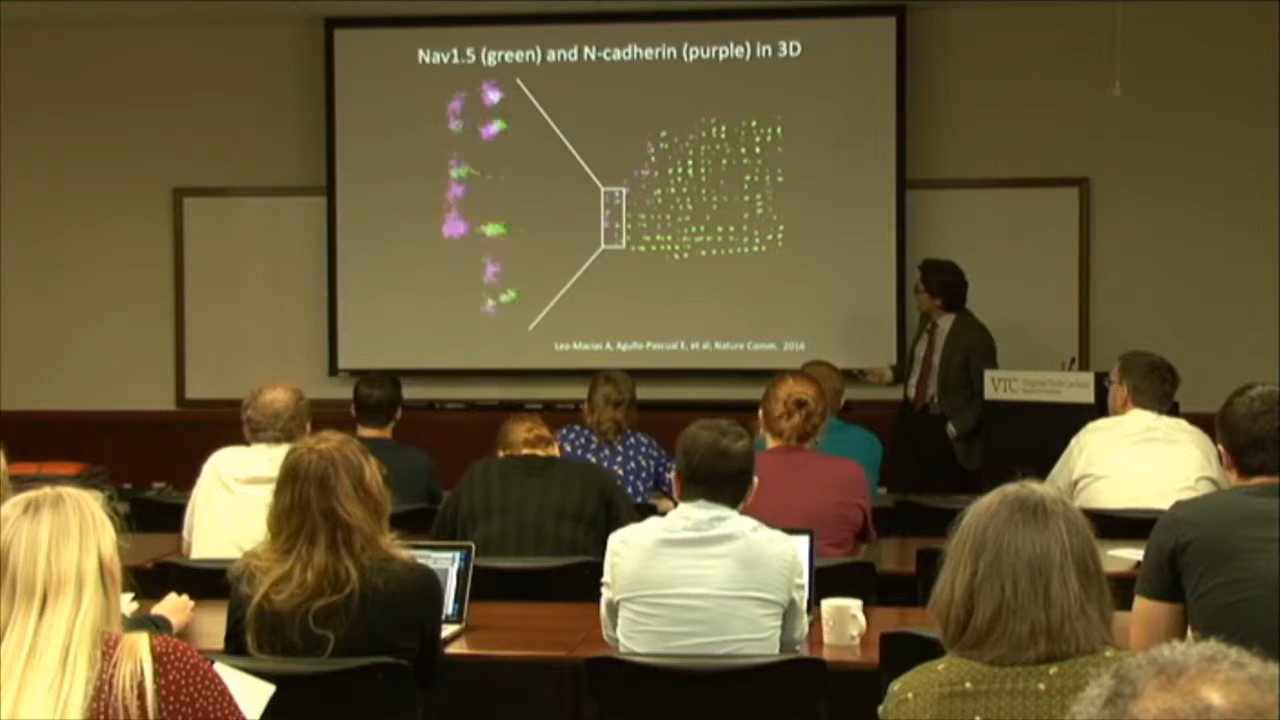 Nav1.5 (green) and N-cadherin (purple) in 3D
Leo-Macias A, Agullo-Pascual E, et al; Nature Comm. 2016
VTC